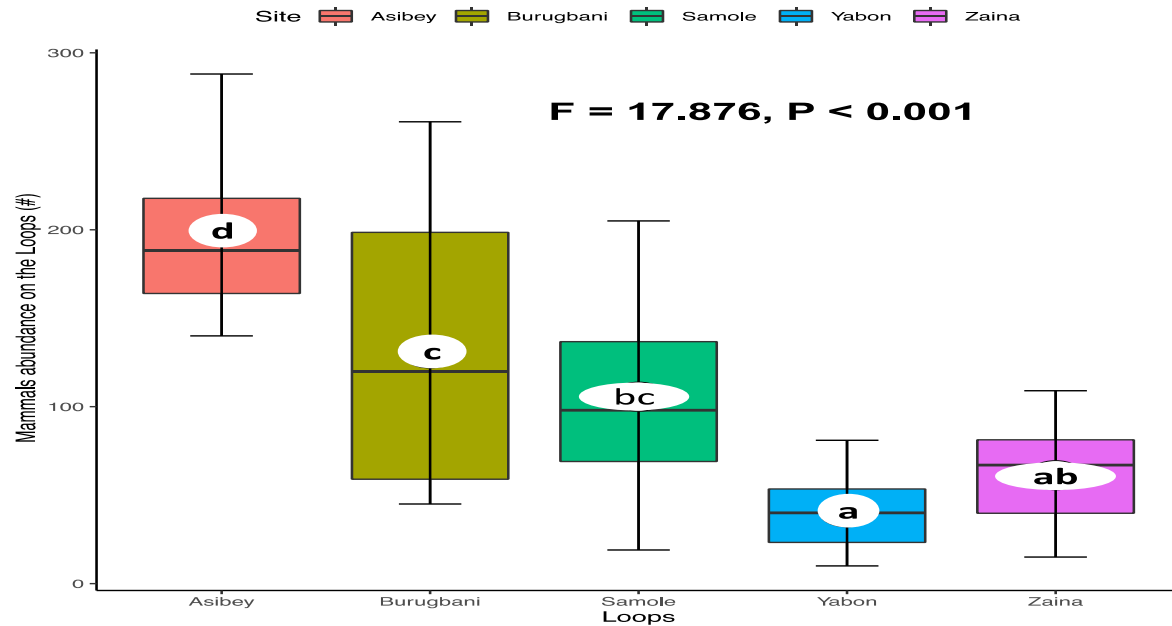 Site Asibey Burugbani Samole Yabon Zaina
300
F = 17.876, P < 0.001
Mammals abundance on the Loops (#)
200
d
c
100
bc
ab
a
0
Asibey Burugbani Samole Yabon Zaina
Loops